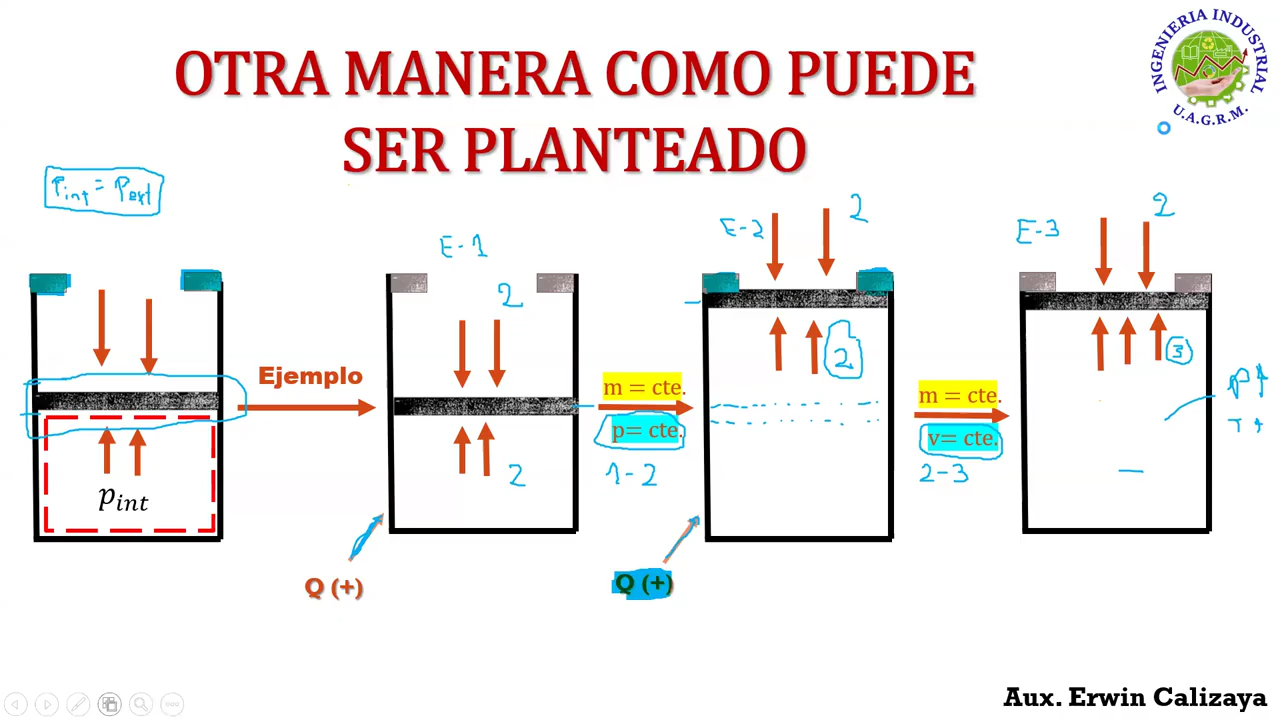 OTRA MANERA COMO PUEDE
SER PLANTEADO
INGENIERIA INDUSTRIAL
U.A.G.R.M.
Pint = Pext
E-1
E-2
E-3
2
2
2
2
2
3
Pint
Ejemplo
m = cte.
p= cte.
1-2
m = cte.
v= cte.
2-3
P↑
T↑
Q (+)
Q (+)
Aux. Erwin Calizaya